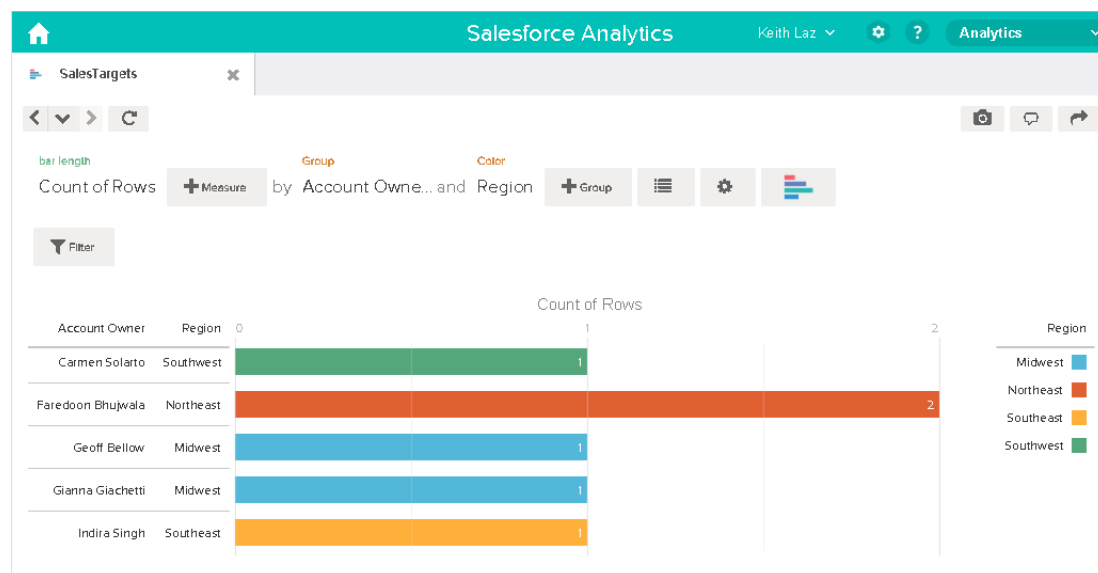 Salesforce Analytics Keith Laz ? Analytics
SalesTargets
bar length Group Color
Count of Rows + Measure by Account Owne... and Region + Group
Filter
Count of Rows
Account Owner Region 0 1 2 Region
Carmen Solarto Southwest 1 Midwest
Faredoon Bhujwala Northeast 2 Northeast
Southeast
Geoff Bellow Midwest 1 Southwest
Gianna Giachetti Midwest 1
Indira Singh Southeast 1